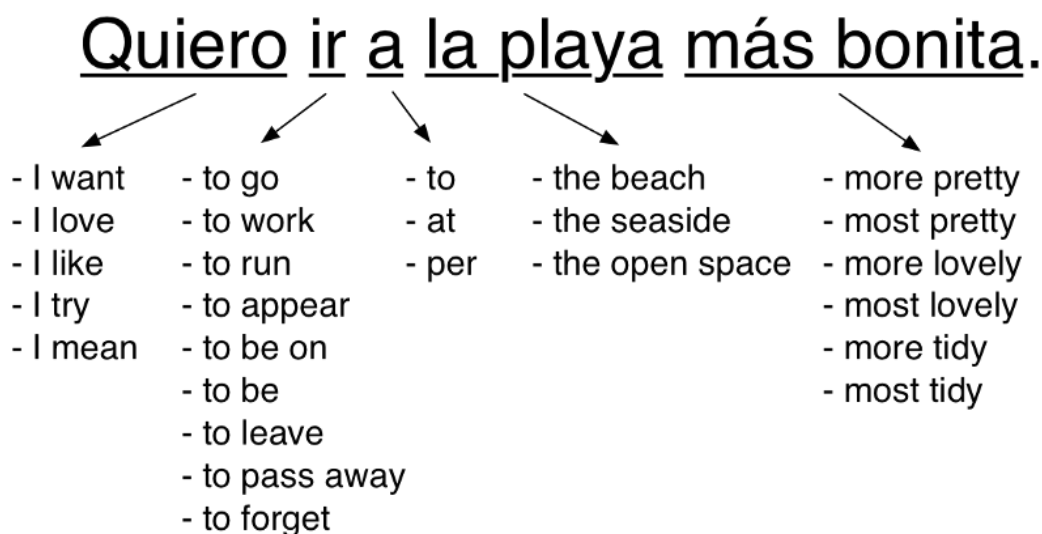 Quiero ir a la playa más bonita.
- I want - to go - to - the beach - more pretty
- I love - to work - at - the seaside - most pretty
- I like - to run - per - the open space - more lovely
- I try - to appear - most lovely
- I mean - to be on - more tidy
- to be - most tidy
- to leave
- to pass away
- to forget